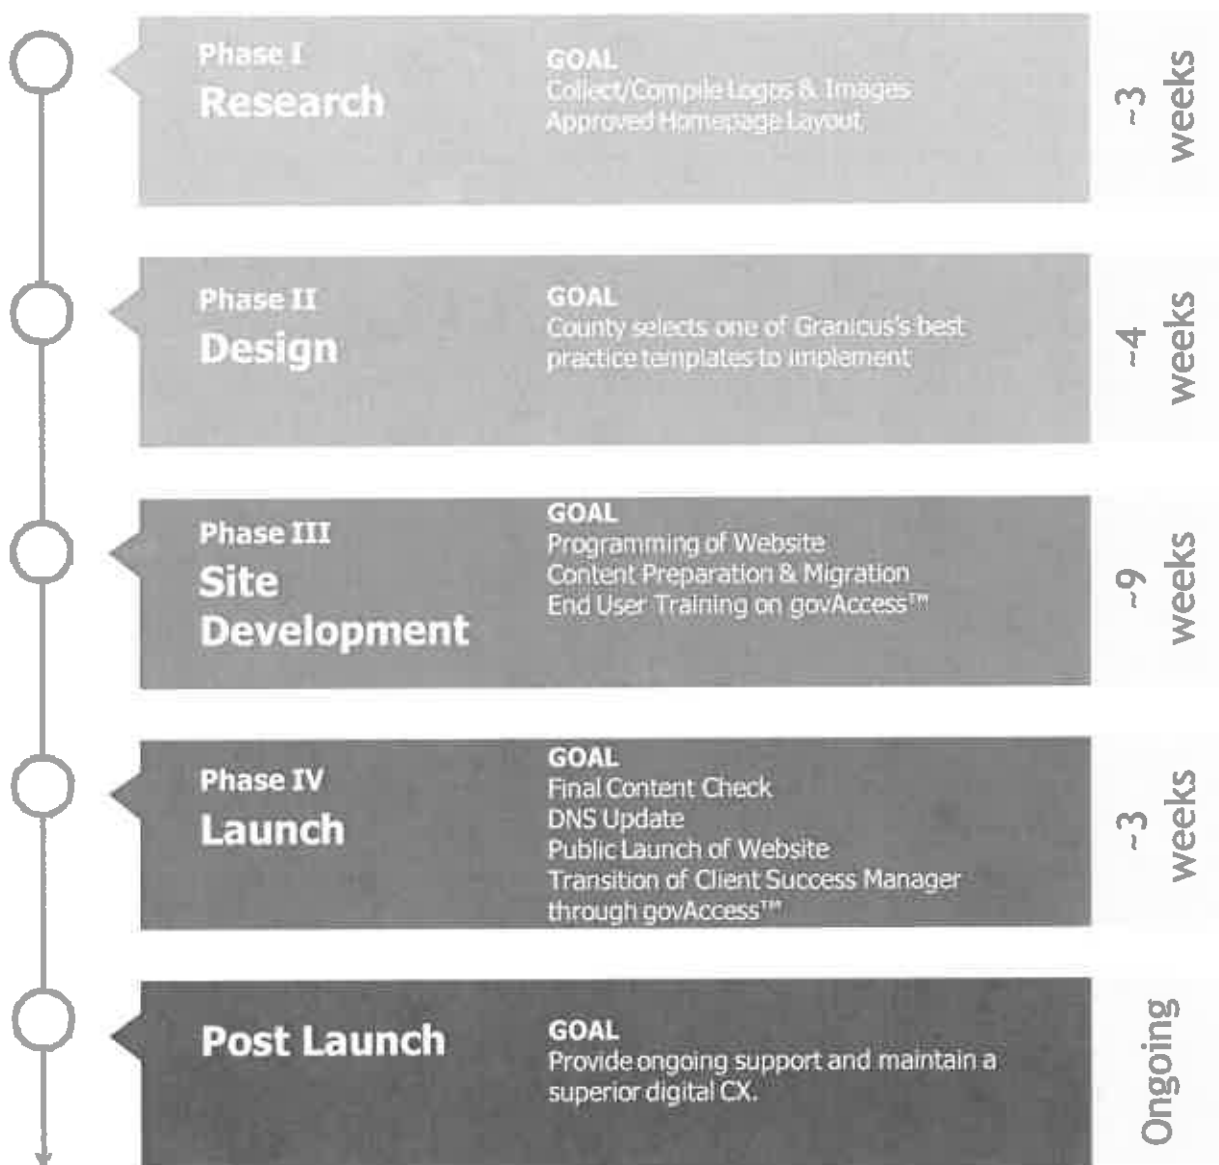 Phase I
Research
GOAL
Collect/Compile Logos & Images
Approved Homepage Layout
~3
weeks
Phase II
Design
GOAL
County selects one of Granicus's best
practice templates to implement
~4
weeks
Phase III
Site
Development
GOAL
Programming of Website
Content Preparation & Migration
End User Training on govAccess™
~9
weeks
Phase IV
Launch
GOAL
Final Content Check
DNS Update
Public Launch of Website
Transition of Client Success Manager
through govAccess™
~3
weeks
Post Launch
GOAL
Provide ongoing support and maintain a
superior digital CX.
Ongoing